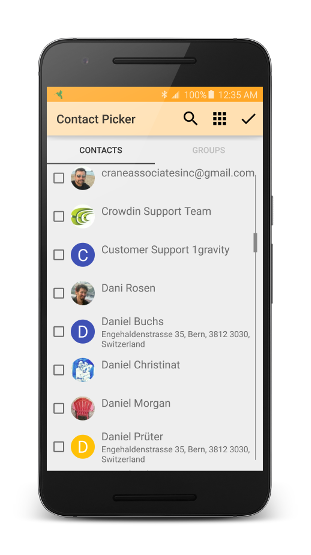 100% 12:35 AM
Contact Picker
CONTACTS GROUPS
craneassociatesinc@gmail.com
Crowdin Support Team
C Customer Support 1gravity
Dani Rosen
D Daniel Buchs
Engehaldenstrasse 35, Bern, 3812 3030,
Switzerland
Daniel Christinat
Daniel Morgan
D Daniel Prüter
Engehaldenstrasse 35, Bern, 3812 3030,
Switzerland